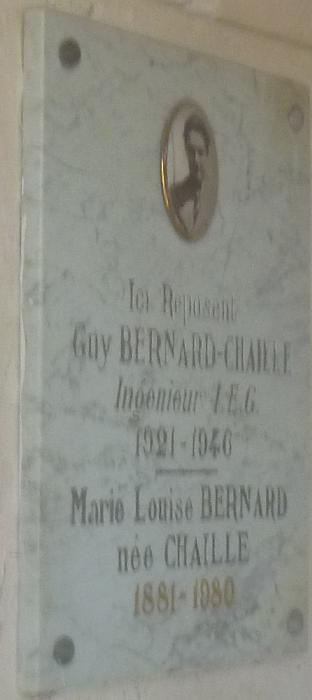 Ici Reposent
Guy BERNARD-CHAILLE
Ingénieur I.E.G.
1921-1946
Marie Louise BERNARD
née CHAILLE
1881-1980